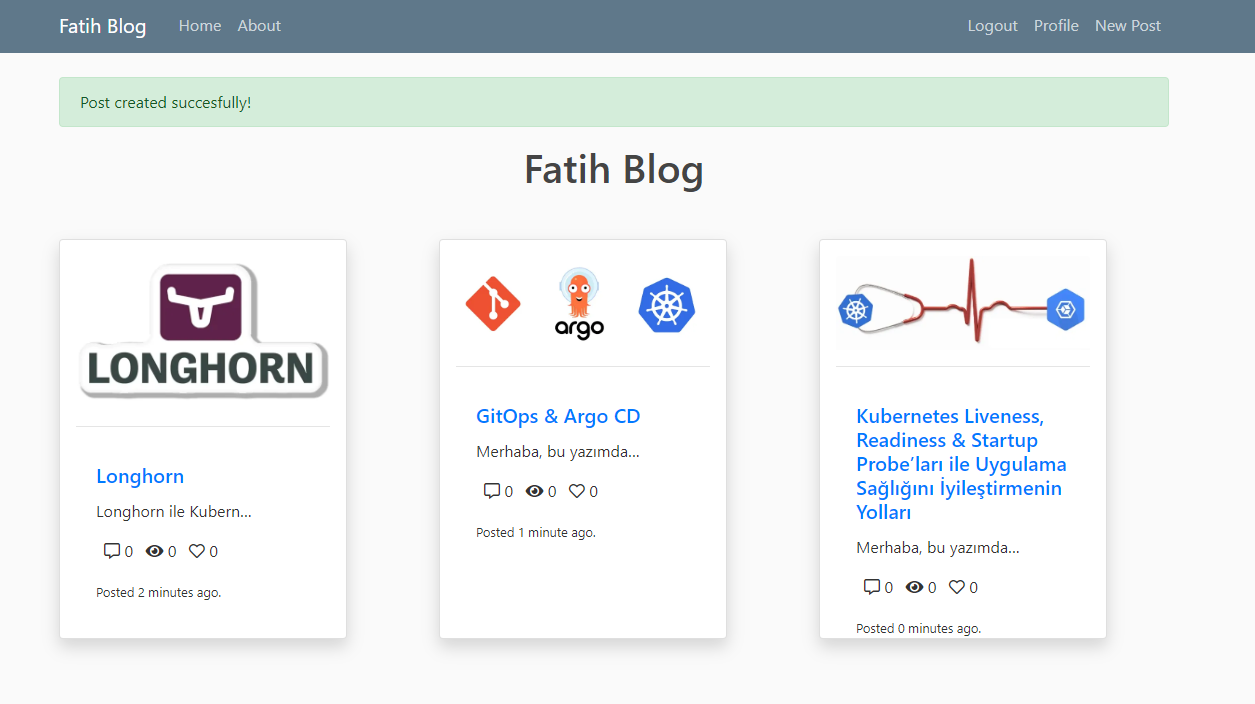 Fatih Blog Home About Logout Profile New Post
Post created succesfully!
Fatih Blog
LONGHORN
Longhorn
Longhorn ile Kubern...
0 0 0
Posted 2 minutes ago.
argo
GitOps & Argo CD
Merhaba, bu yazımda...
0 0 0
Posted 1 minute ago.
Kubernetes Liveness,
Readiness & Startup
Probe’ları ile Uygulama
Sağlığını İyileştirmenin
Yolları
Merhaba, bu yazımda...
0 0 0
Posted 0 minutes ago.